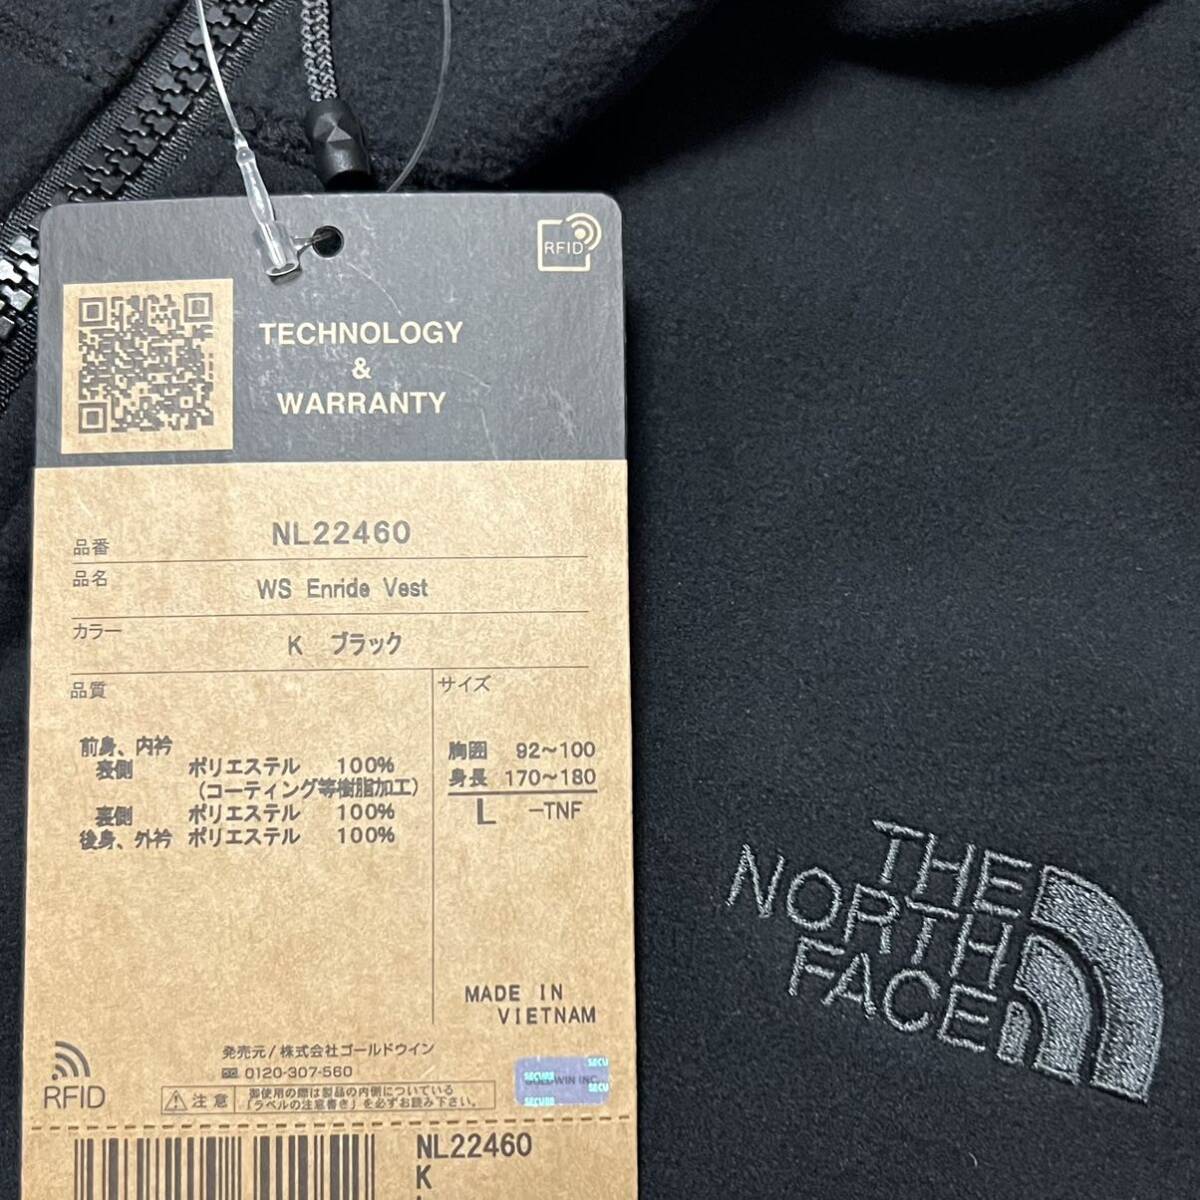 RFID
TECHNOLOGY
&
WARRANTY
品番 NL22460
品名 WS Enride Vest
カラー K ブラック
品質
サイズ
前身、内衿
表側 ポリエステル 100%
(コーティング等樹脂加工)
裏側 ポリエステル 100%
後身、外衿 ポリエステル 100%
胸囲 92~100
身長 170~180
L -TNF
MADE IN
VIETNAM
発売元/株式会社ゴールドウイン
0120-307-560
RFID
注意 御使用の際は製品の内側についている
「ラベルの注意書き」を必ずお読み下さい。
SECU
SECURE
GOLDWIN INC.
SECU
SECURE
NL22460
K
THE
NORTH
FACE